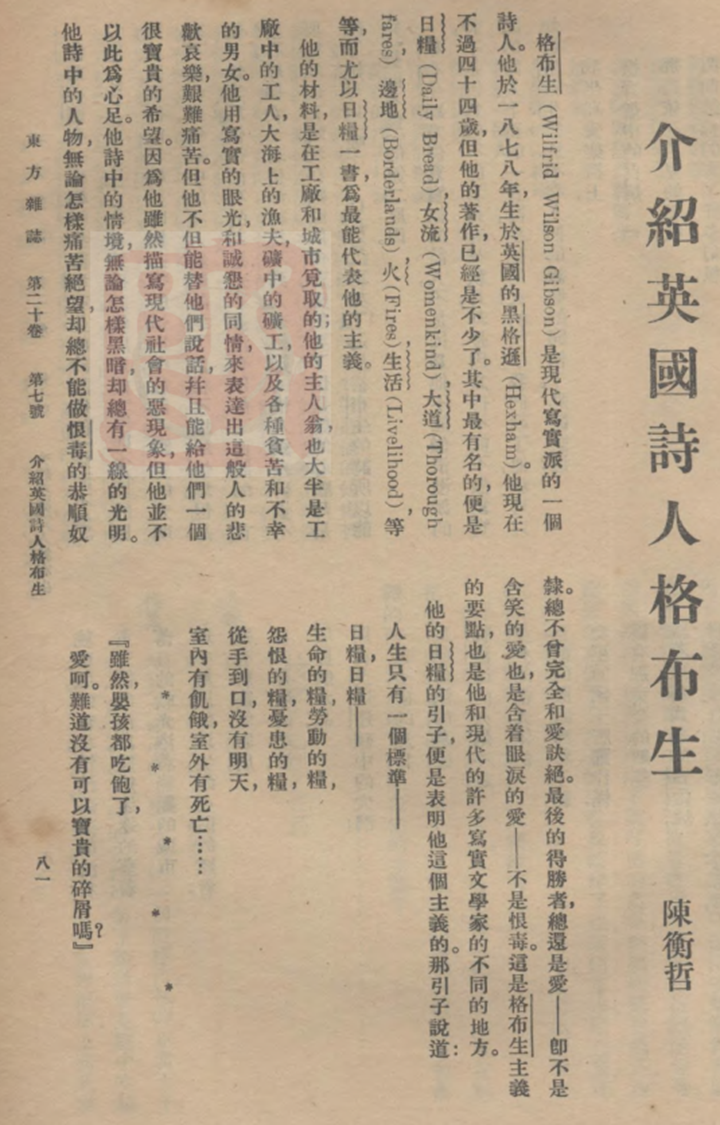 介紹英國詩人格布生
陳衡哲
格布生 (Wilfrid Wilson Gibson) 是現代寫實派的一個
詩人。他於一八七八年，生於英國的黑格遜 (Hexham)。他現在
不過四十四歲，但他的著作，已經是不少了。其中最有名的，便是
日糧 (Daily Bread)，女流 (Womenkind)，大道 (Thorough
fares)，邊地 (Borderlands)，火 (Fires)，生活 (Livelihood)，等
等，而尤以日糧一書，爲最能代表他的主義。
他的材料，是在工廠和城市覓取的；他的主人翁，也大半是工
廠中的工人，大海上的漁夫，礦中的礦工，以及各種貧苦和不幸
的男女。他用寫實的眼光，和誠懇的同情，來表達出這般人的悲
歡哀樂，艱難痛苦。但他不但能替他們說話，幷且能給他們一個
很寶貴的希望。因爲他雖然描寫現代社會的惡現象，但他並不
以此爲心足。他詩中的情境，無論怎樣黑暗，却總有一線的光明。
他詩中的人物，無論怎樣痛苦絕望，却總不能做恨毒的恭順奴
隸。總不曾完全和愛訣絕。最後的得勝者，總還是愛——卽不是
含笑的愛，也是含着眼淚的愛——不是恨毒。這是格布生主義
的要點，也是他和現代的許多寫實文學家的不同的地方。
他的日糧的引子，便是表明他這個主義的。那引子說道：
人生只有一個標準——
日糧，日糧——
生命的糧，勞動的糧，
怨恨的糧，憂患的糧，
從手到口，沒有明天，
室內有飢餓，室外有死亡……
* * * * *
『雖然，嬰孩都吃飽了，
愛呵。難道沒有可以寶貴的碎屑嗎？』
東方雜誌 第二十卷 第七號 介紹英國詩人格布生
八一